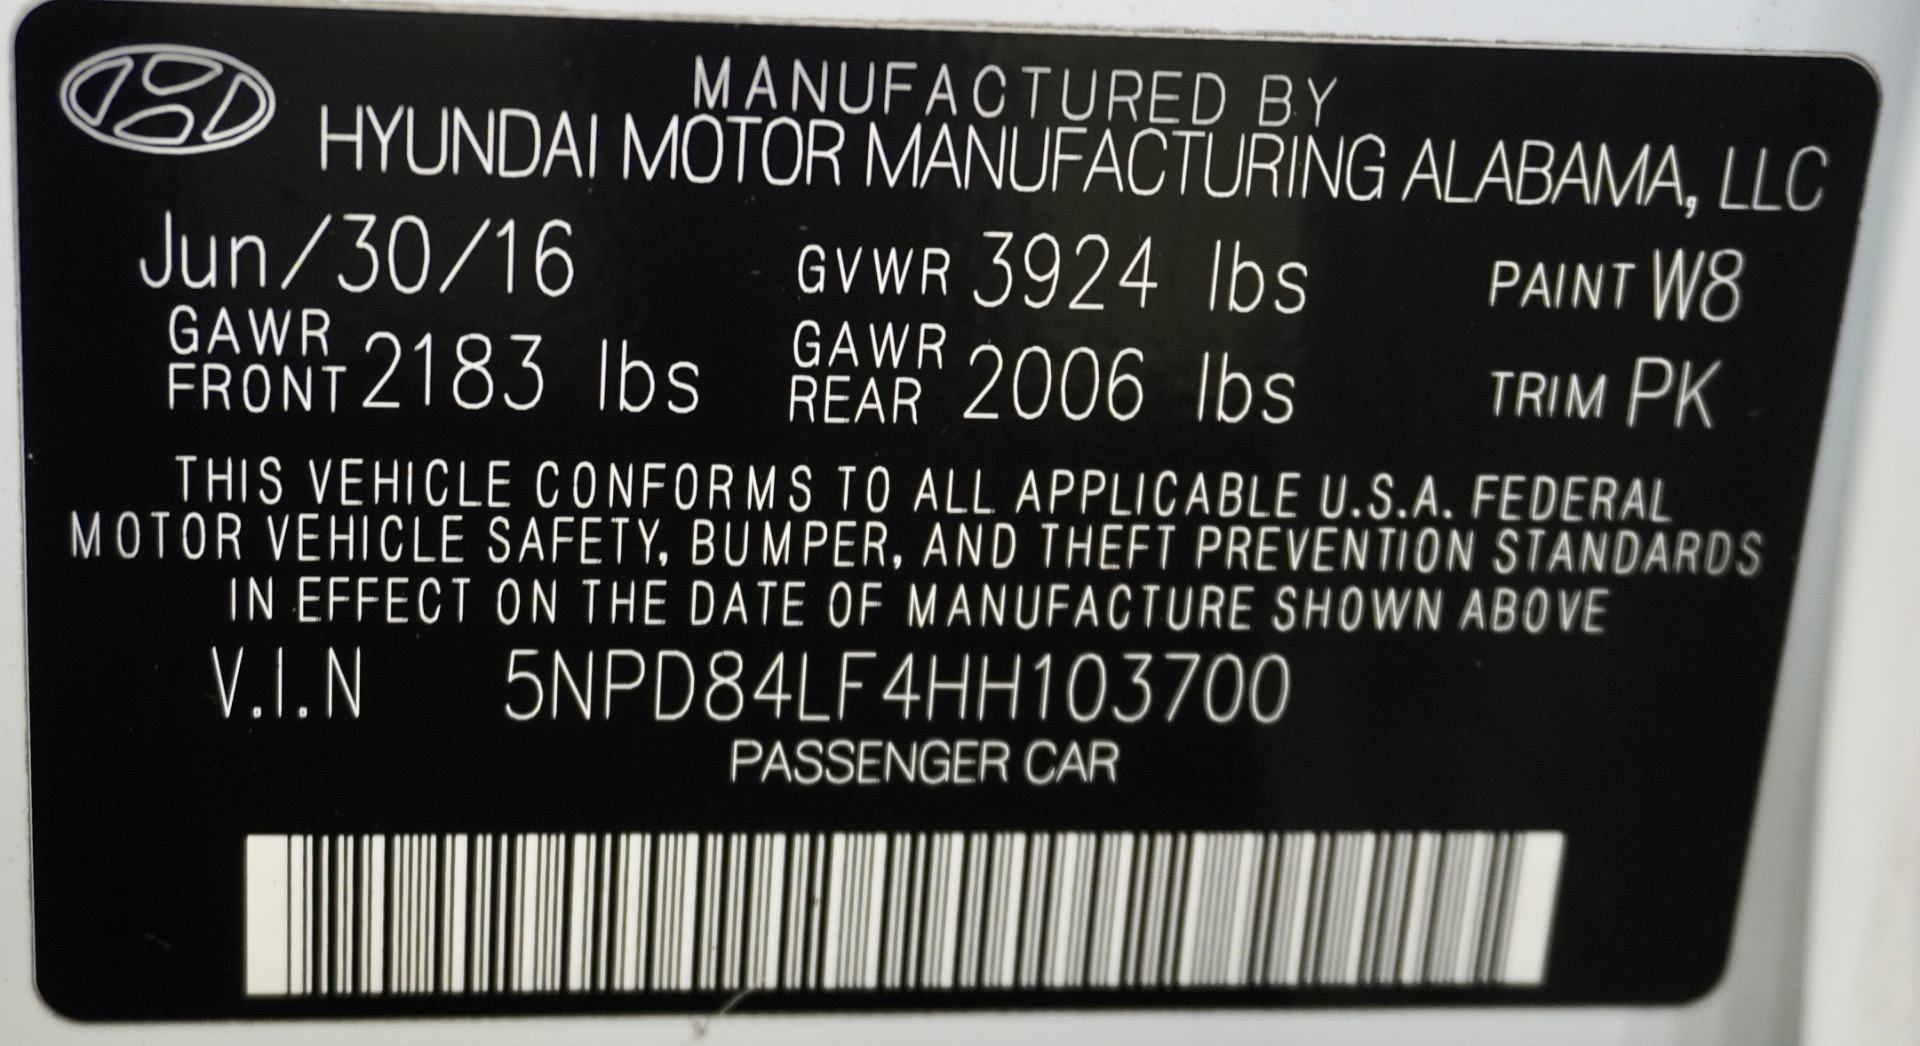 MANUFACTURED BY
HYUNDAI MOTOR MANUFACTURING ALABAMA, LLC
Jun/30/16 GVWR 3924 lbs PAINT W8
GAWR FRONT 2183 lbs GAWR REAR 2006 lbs TRIM PK
THIS VEHICLE CONFORMS TO ALL APPLICABLE U.S.A. FEDERAL
MOTOR VEHICLE SAFETY, BUMPER, AND THEFT PREVENTION STANDARDS
IN EFFECT ON THE DATE OF MANUFACTURE SHOWN ABOVE
V.I.N 5NPD84LF4HH103700
PASSENGER CAR